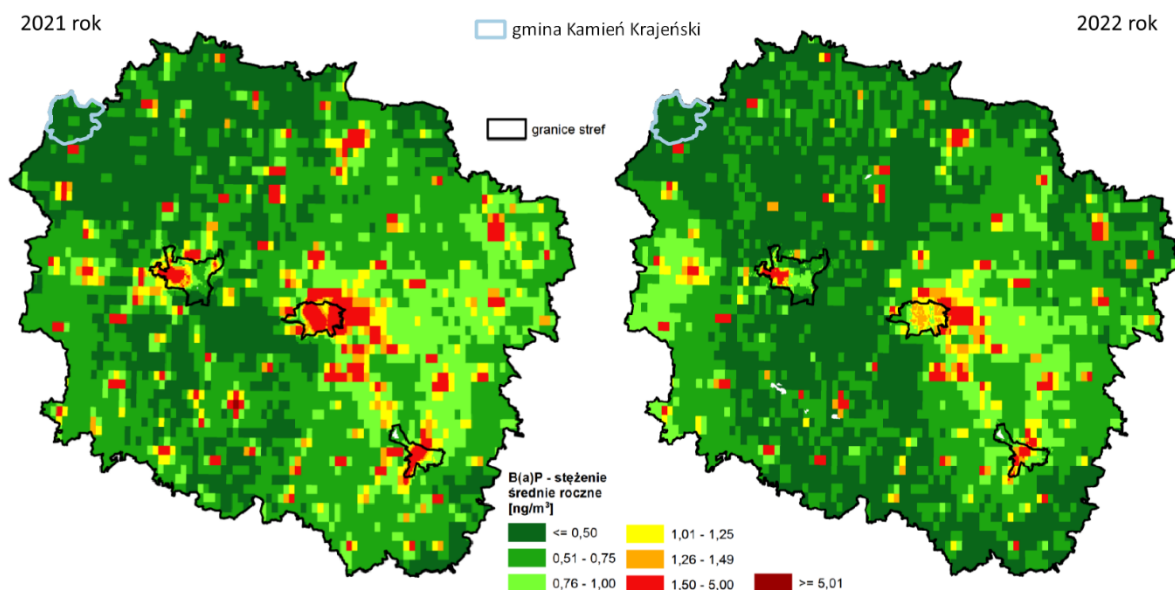 2021 rok
gmina Kamień Krajeński
2022 rok
granice stref
B(a)P - stężenie
średnie roczne
[ng/m³]
<= 0,50
0,51 - 0,75
0,76 - 1,00
1,01 - 1,25
1,26 - 1,49
1.50 - 5,00
>= 5,01